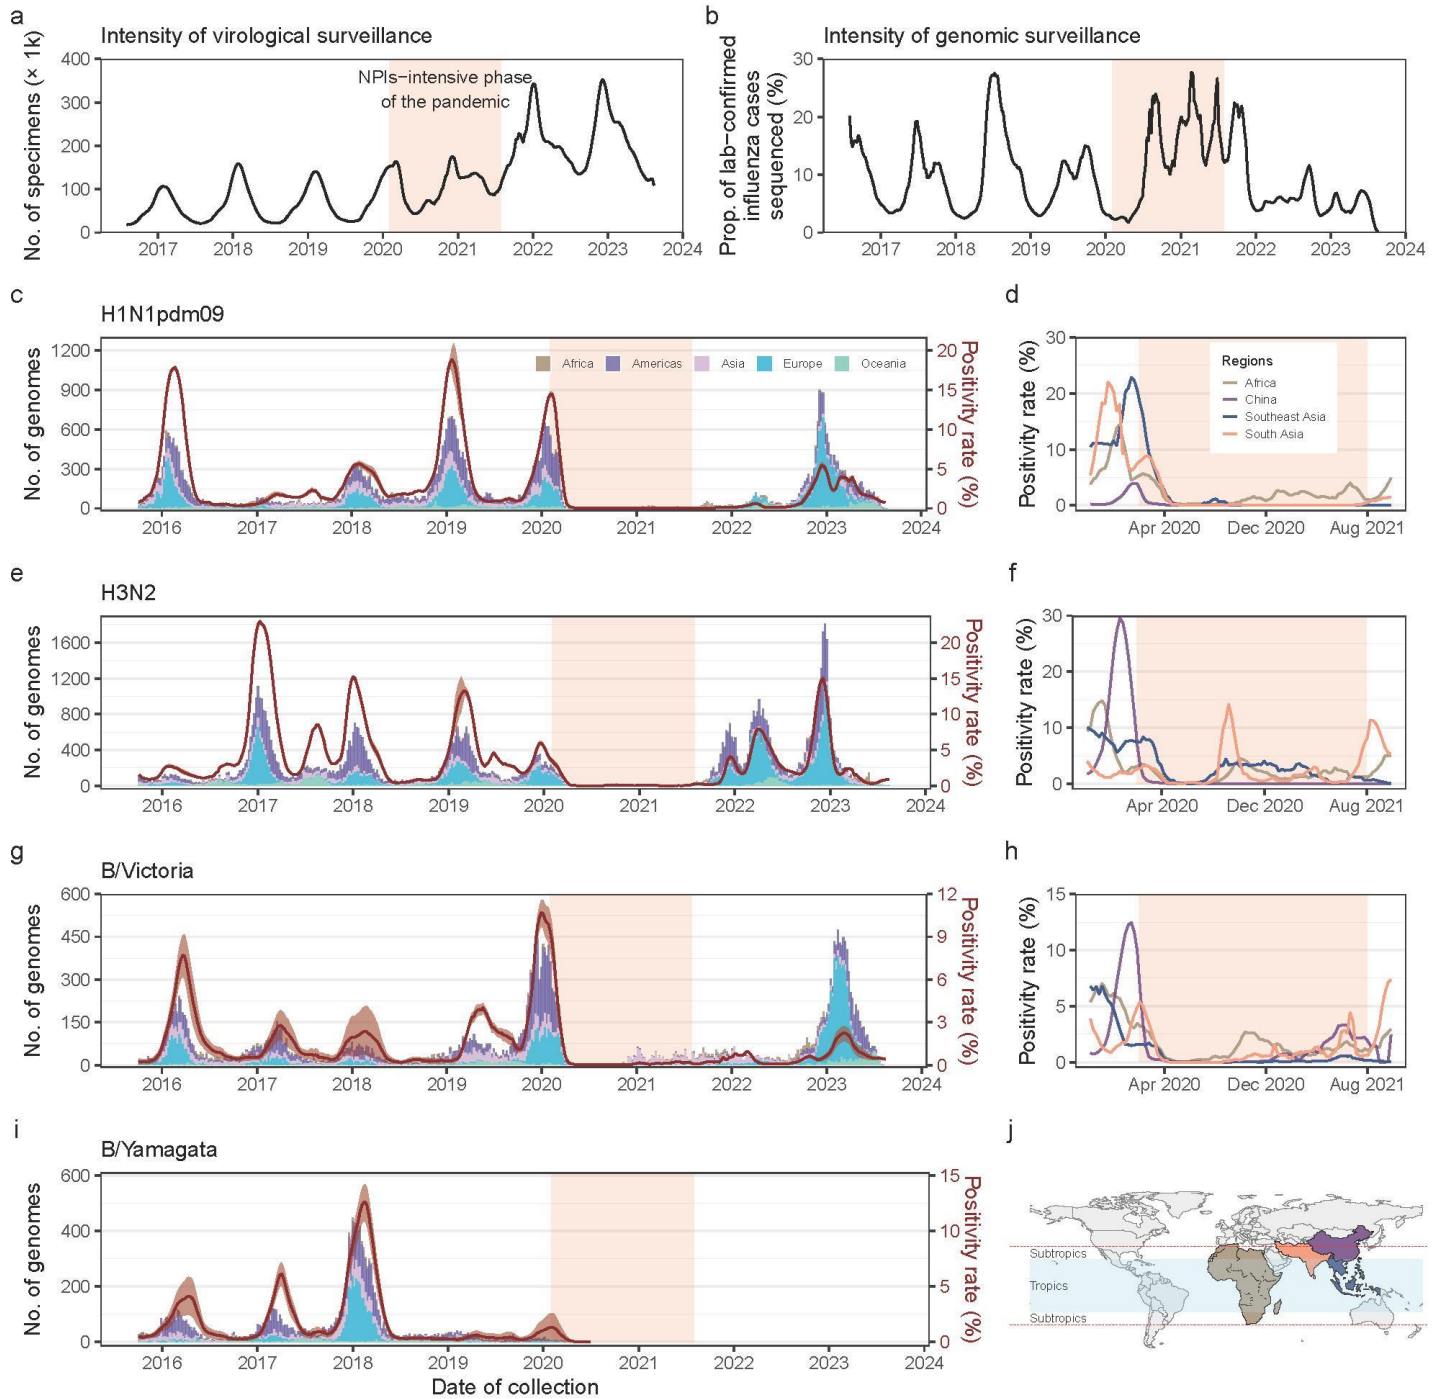 a
Intensity of virological surveillance
No. of specimens (× 1k)
400
300
200
100
0
NPIs−intensive phase
of the pandemic
2017 2018 2019 2020 2021 2022 2023 2024
b
Intensity of genomic surveillance
Prop. of lab−confirmed
influenza cases
sequenced (%)
30
20
10
0
2017 2018 2019 2020 2021 2022 2023 2024
c
H1N1pdm09
No. of genomes
1200
900
600
300
0
Africa Americas Asia Europe Oceania
20
15
10
5
0
Positivity rate (%)
2016 2017 2018 2019 2020 2021 2022 2023 2024
d
Positivity rate (%)
30
20
10
0
Regions
Africa
China
Southeast Asia
South Asia
Apr 2020 Dec 2020 Aug 2021
e
H3N2
No. of genomes
1600
1200
800
400
0
20
15
10
5
0
Positivity rate (%)
2016 2017 2018 2019 2020 2021 2022 2023 2024
f
Positivity rate (%)
30
20
10
0
Apr 2020 Dec 2020 Aug 2021
g
B/Victoria
No. of genomes
600
450
300
150
0
12
9
6
3
0
Positivity rate (%)
2016 2017 2018 2019 2020 2021 2022 2023 2024
h
Positivity rate (%)
15
10
5
0
Apr 2020 Dec 2020 Aug 2021
i
B/Yamagata
No. of genomes
600
400
200
0
15
10
5
0
Positivity rate (%)
2016 2017 2018 2019 2020 2021 2022 2023 2024
Date of collection
j
Subtropics
Tropics
Subtropics